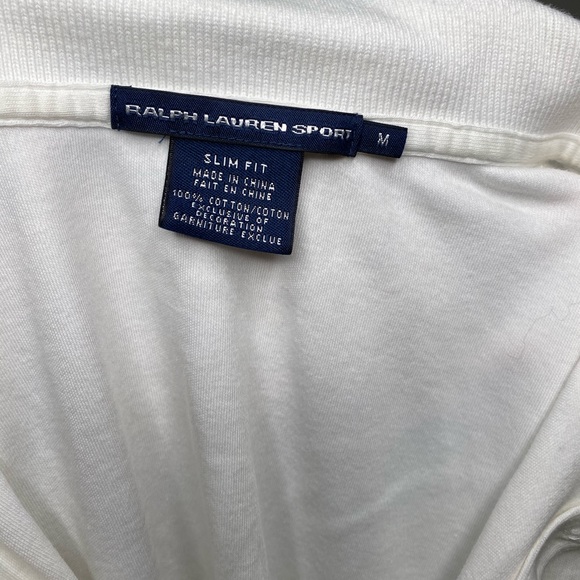 RALPH LAUREN SPORT
M
SLIM FIT
MADE IN CHINA
FAIT EN CHINE
100% COTTON/COTON
EXCLUSIVE OF
DECORATION
GARNITURE EXCLUE